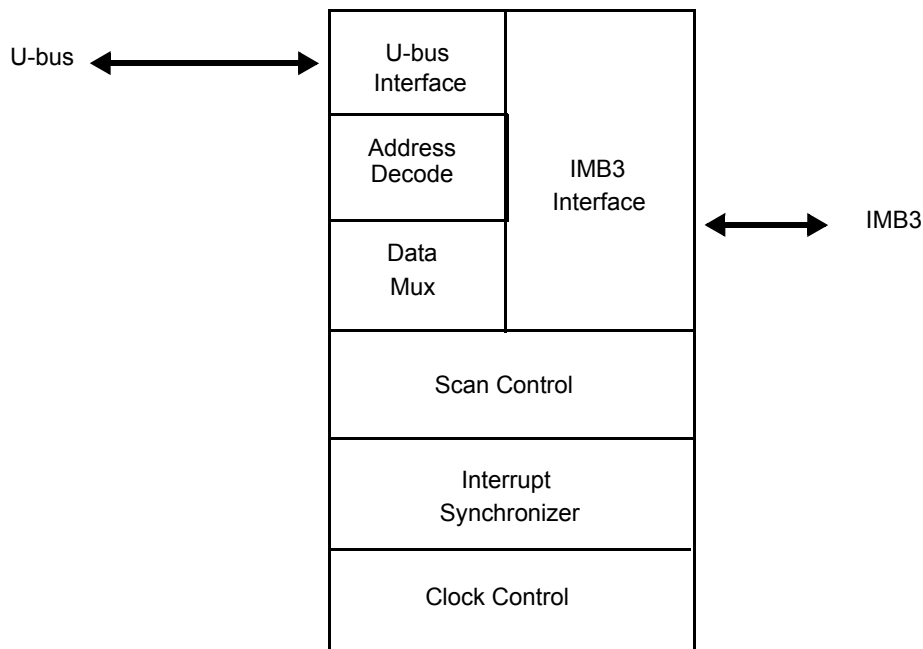 U-bus
U-bus
Interface
Address
Decode
Data
Mux
IMB3
Interface
IMB3
Scan Control
Interrupt
Synchronizer
Clock Control